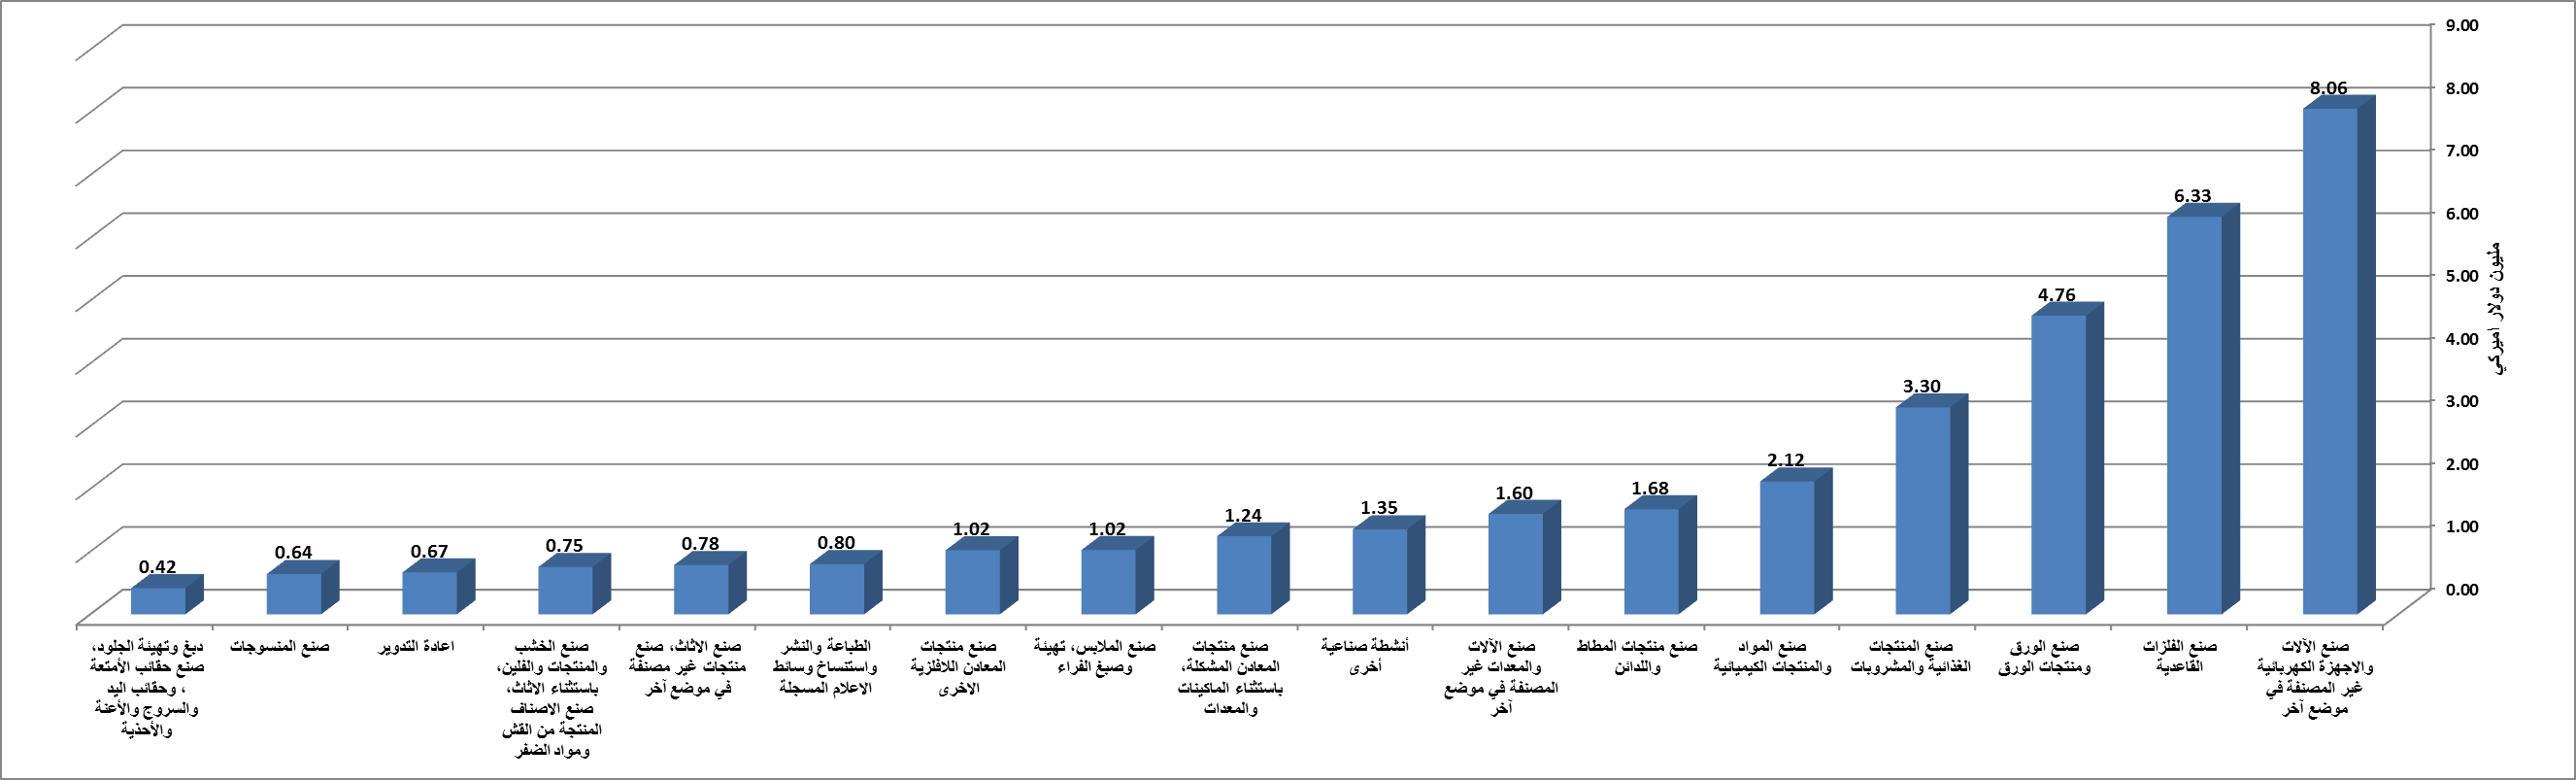 9.00
8.00
7.00
6.00
5.00
4.00
3.00
2.00
1.00
0.00
مليون دولار اميركي
8.06
6.33
4.76
3.30
2.12
1.68
1.60
1.35
1.24
1.02
1.02
0.80
0.78
0.75
0.67
0.64
0.42
صنع الآلات
والاجهزة الكهربائية
غير المصنفة في
موضع آخر
صنع الفلزات
القاعدية
صنع الورق
ومنتجات الورق
صنع المنتجات
الغذائية والمشروبات
صنع المواد
والمنتجات الكيميائية
صنع منتجات المطاط
واللدائن
صنع الآلات
والمعدات غير
المصنفة في موضع
آخر
أنشطة صناعية
أخرى
صنع منتجات
المعادن المشكلة،
باستثناء الماكينات
والمعدات
صنع الملابس، تهيئة
وصبغ الفراء
صنع منتجات
المعادن اللافلزية
الاخرى
الطباعة والنشر
واستنساخ وسائط
الاعلام المسجلة
صنع الاثاث، صنع
منتجات غير مصنفة
في موضع آخر
صنع الخشب
والمنتجات والفلين،
باستثناء الاثاث،
صنع الاصناف
المنتجة من القش
ومواد الضفر
اعادة التدوير
صنع المنسوجات
دبغ وتهيئة الجلود،
صنع حقائب الأمتعة
، وحقائب اليد
والسروج والأعنة
والأحذية